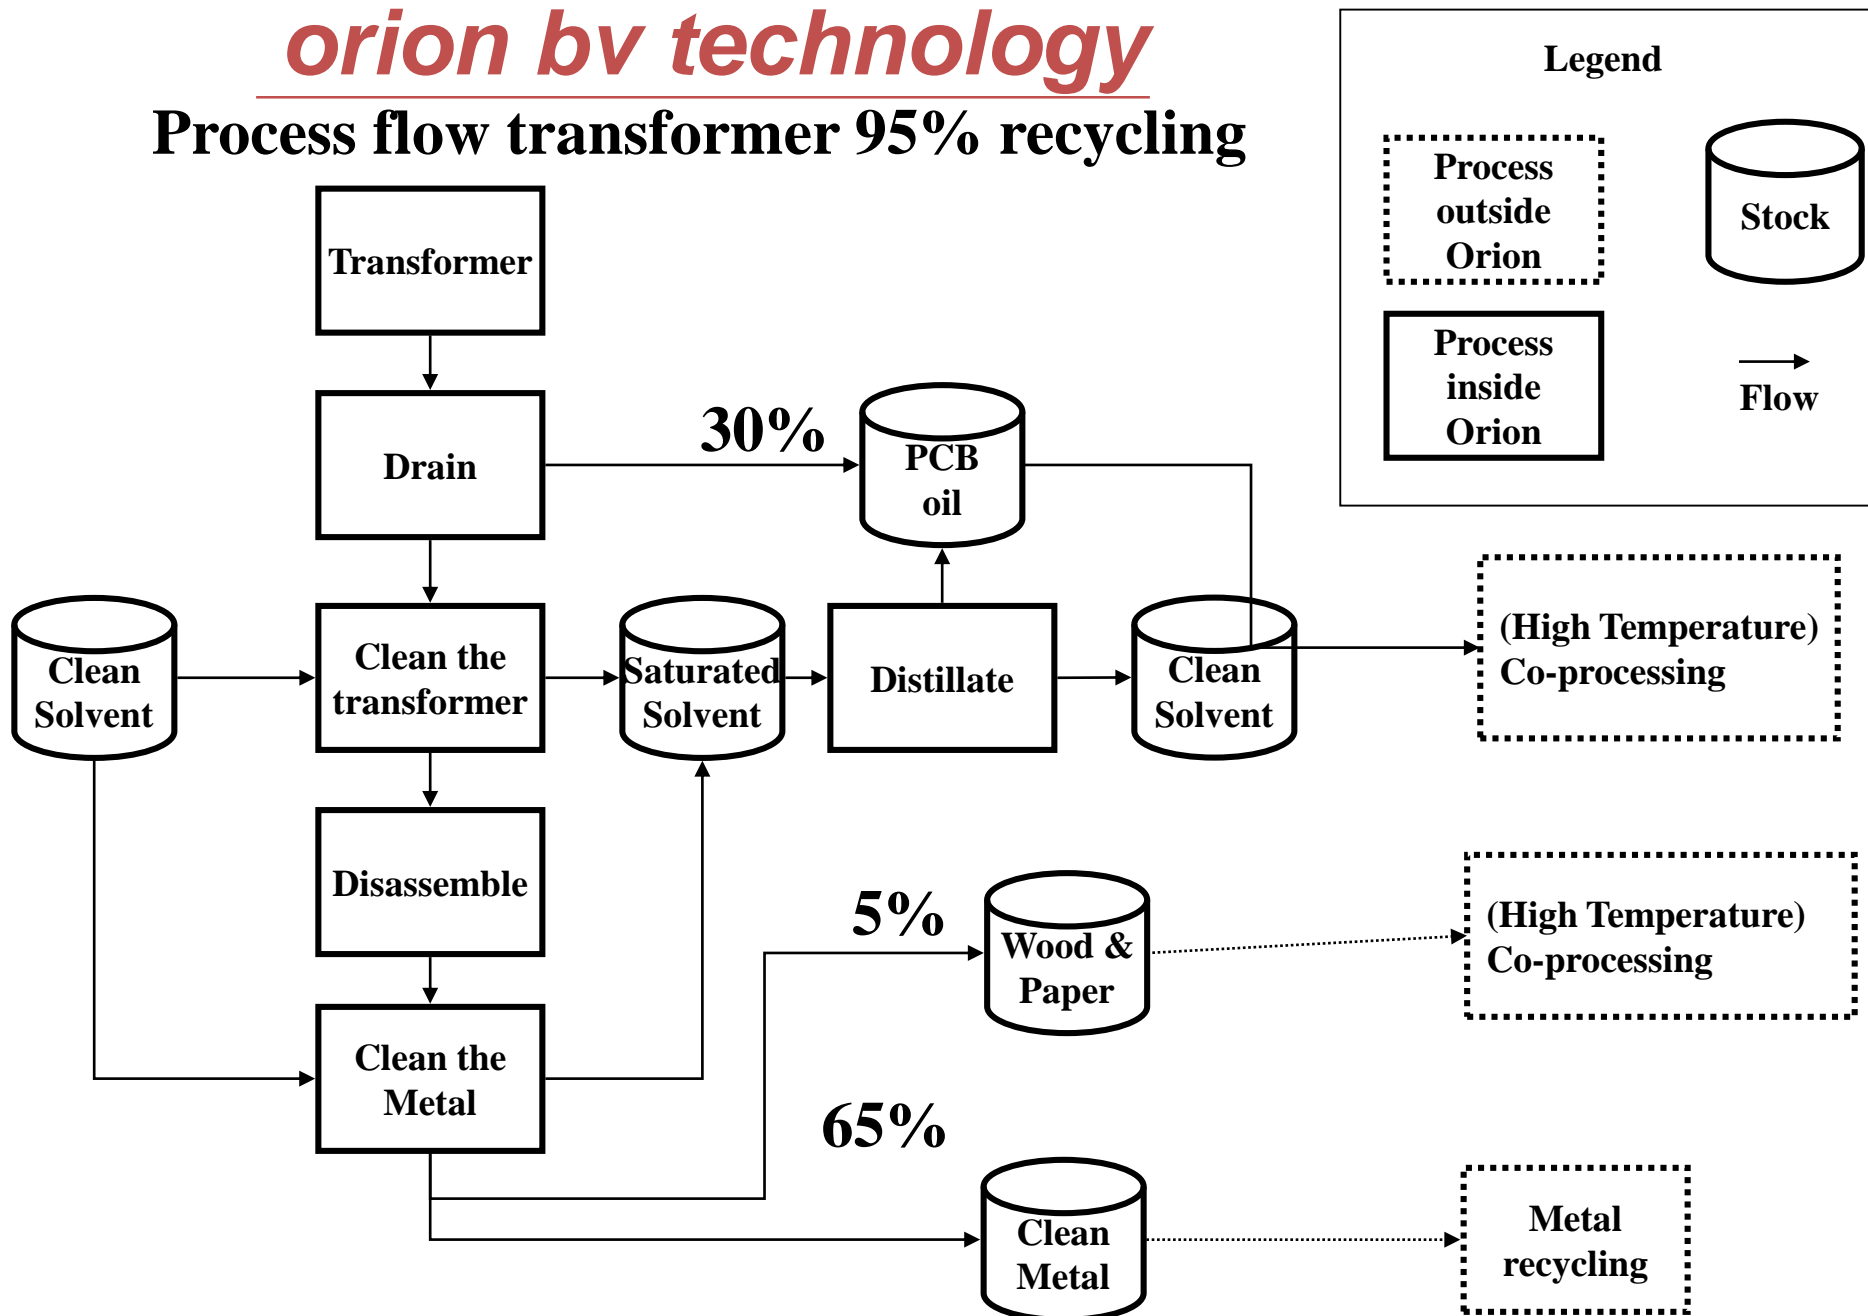 orion bv technology
Process flow transformer 95% recycling
Legend
Process
outside
Orion
Stock
Process
inside
Orion
Flow
Transformer
Drain
30%
PCB
oil
Clean
Solvent
Clean the
transformer
Saturated
Solvent
Distillate
Clean
Solvent
(High Temperature)
Co-processing
Disassemble
5%
Wood &
Paper
(High Temperature)
Co-processing
Clean the
Metal
65%
Clean
Metal
Metal
recycling